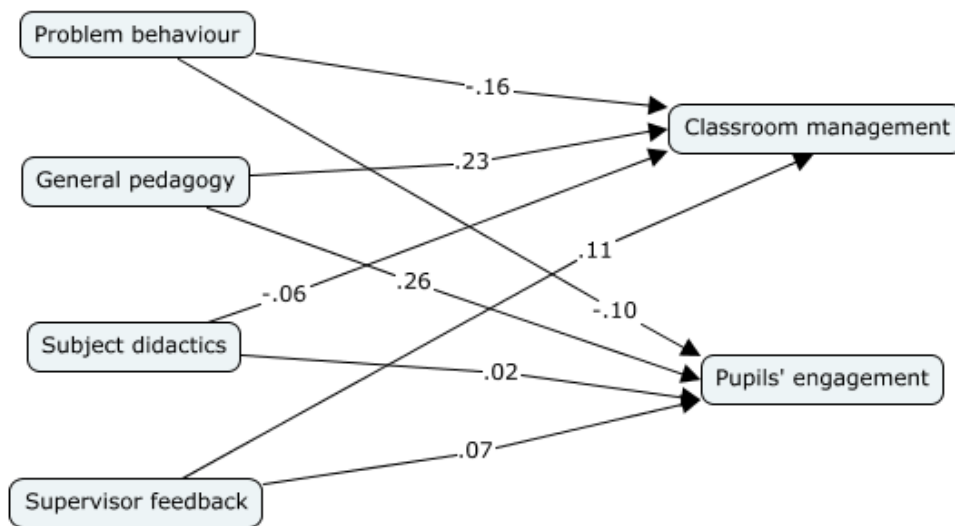 Problem behaviour
-.16
Classroom management
.23
General pedagogy
.11
-.06
.26
-.10
Subject didactics
.02
Pupils' engagement
.07
Supervisor feedback